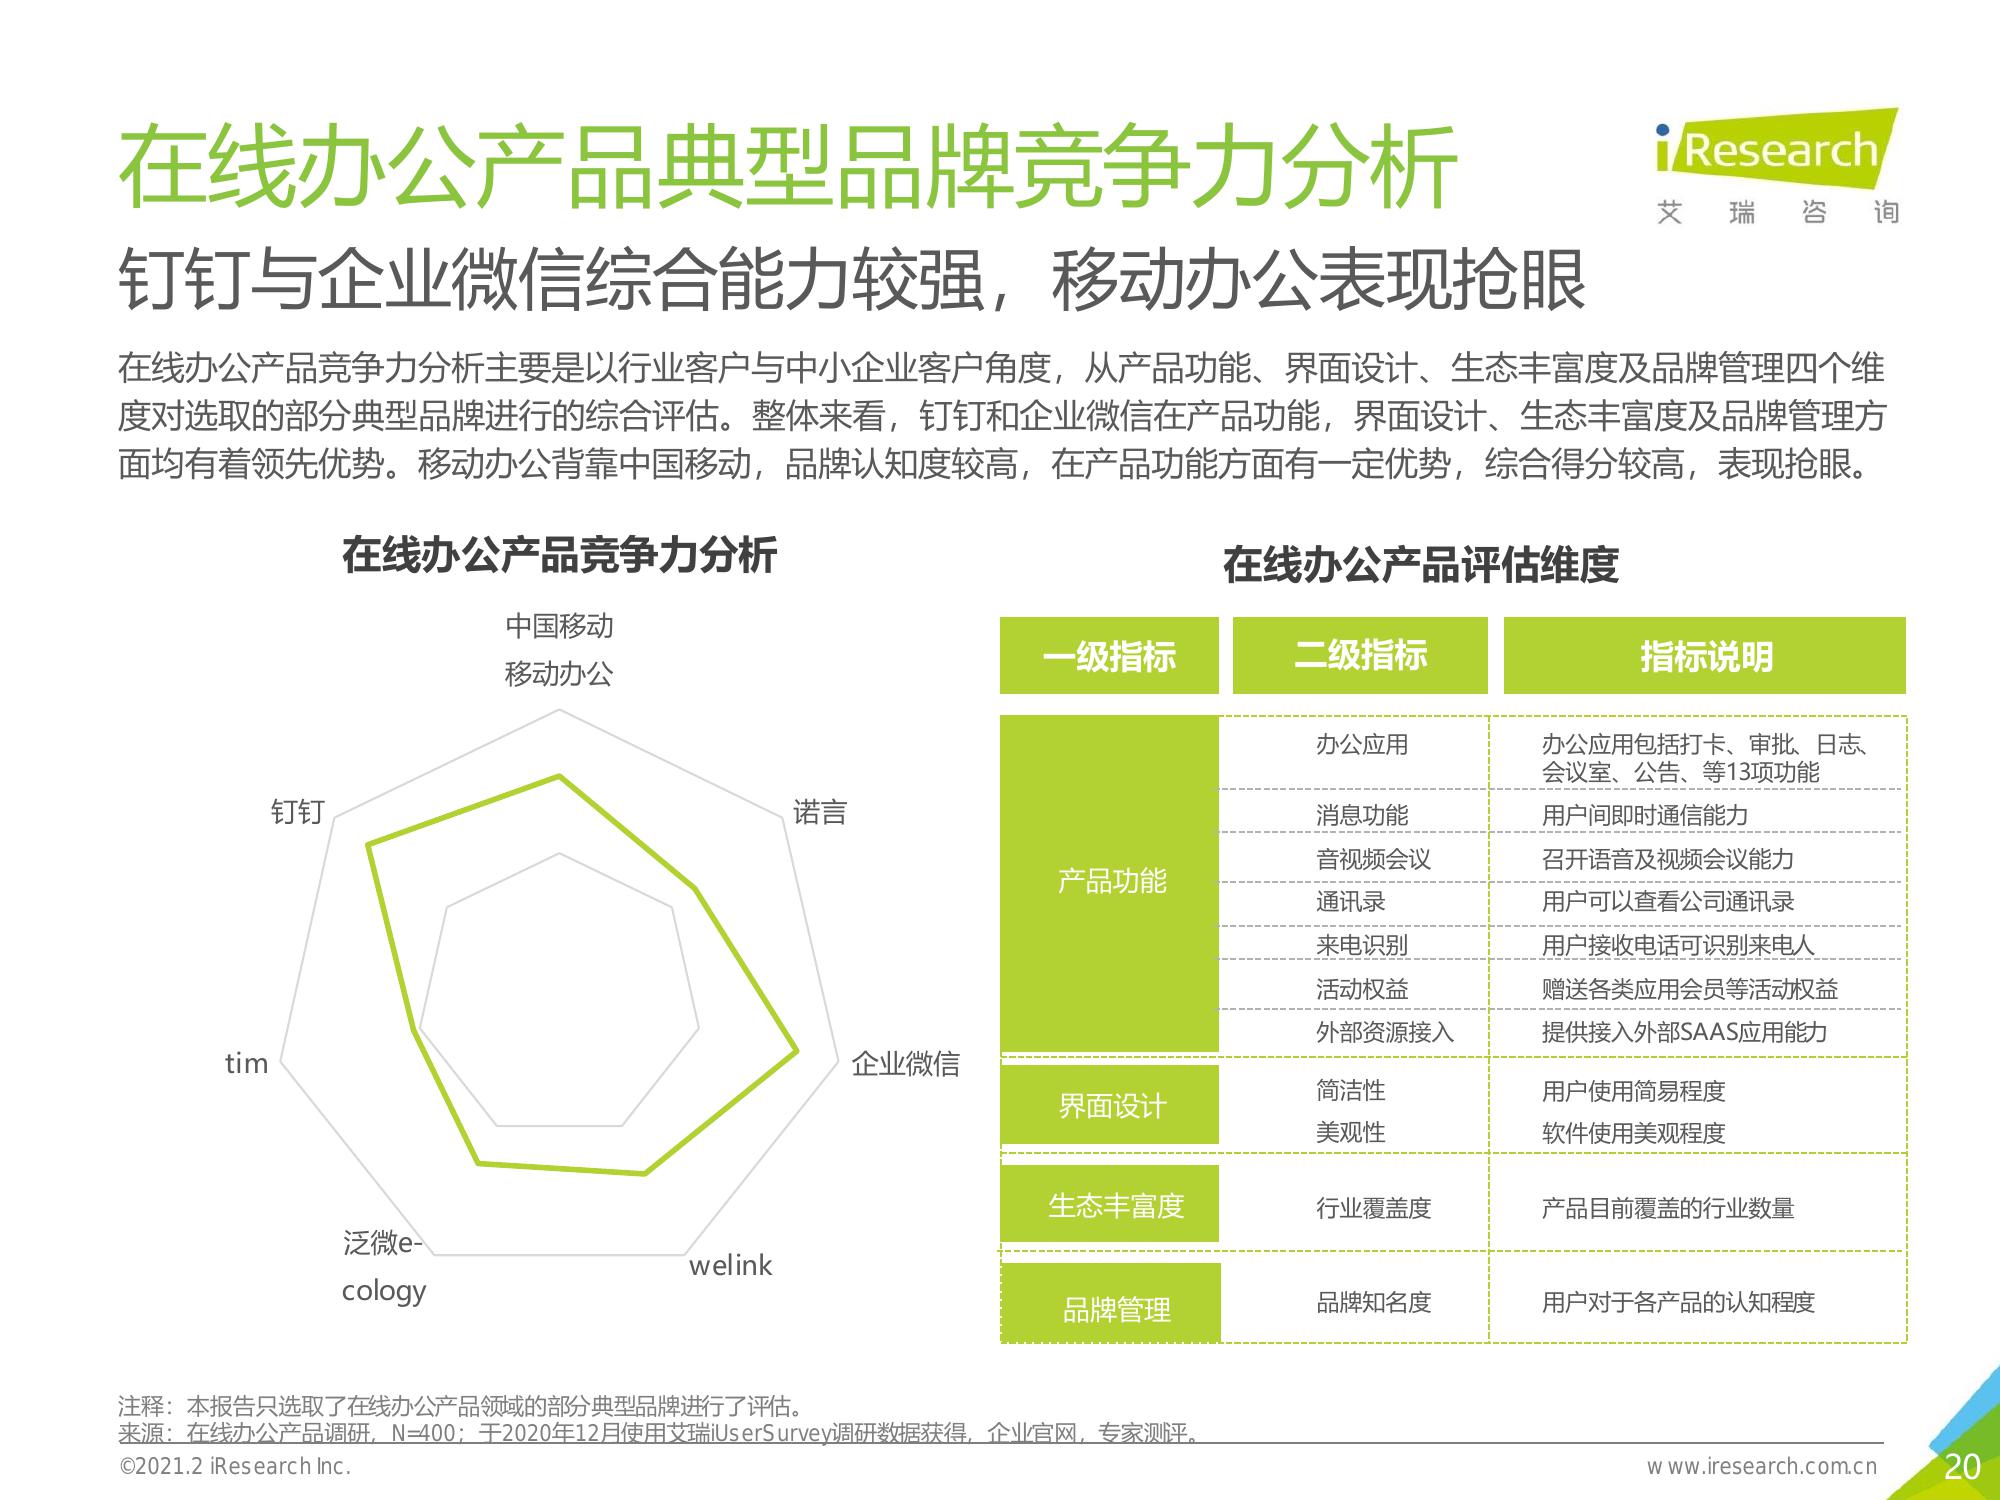 在线办公产品典型品牌竞争力分析
iResearch
艾瑞咨询
钉钉与企业微信综合能力较强，移动办公表现抢眼
在线办公产品竞争力分析主要是以行业客户与中小企业客户角度，从产品功能、界面设计、生态丰富度及品牌管理四个维
度对选取的部分典型品牌进行的综合评估。整体来看，钉钉和企业微信在产品功能，界面设计、生态丰富度及品牌管理方
面均有着领先优势。移动办公背靠中国移动，品牌认知度较高，在产品功能方面有一定优势，综合得分较高，表现抢眼。
在线办公产品竞争力分析
中国移动
移动办公
钉钉
诺言
tim
企业微信
泛微e-
cology
welink
在线办公产品评估维度
一级指标 二级指标 指标说明
产品功能
办公应用 办公应用包括打卡、审批、日志、
会议室、公告、等13项功能
消息功能 用户间即时通信能力
音视频会议 召开语音及视频会议能力
通讯录 用户可以查看公司通讯录
来电识别 用户接收电话可识别来电人
活动权益 赠送各类应用会员等活动权益
外部资源接入 提供接入外部SAAS应用能力
界面设计
简洁性 用户使用简易程度
美观性 软件使用美观程度
生态丰富度 行业覆盖度 产品目前覆盖的行业数量
品牌管理 品牌知名度 用户对于各产品的认知程度
注释：本报告只选取了在线办公产品领域的部分典型品牌进行了评估。
来源：在线办公产品调研，N=400；于2020年12月使用艾瑞iUserSurvey调研数据获得，企业官网，专家测评。
©2021.2 iResearch Inc.
www.iresearch.com.cn
20